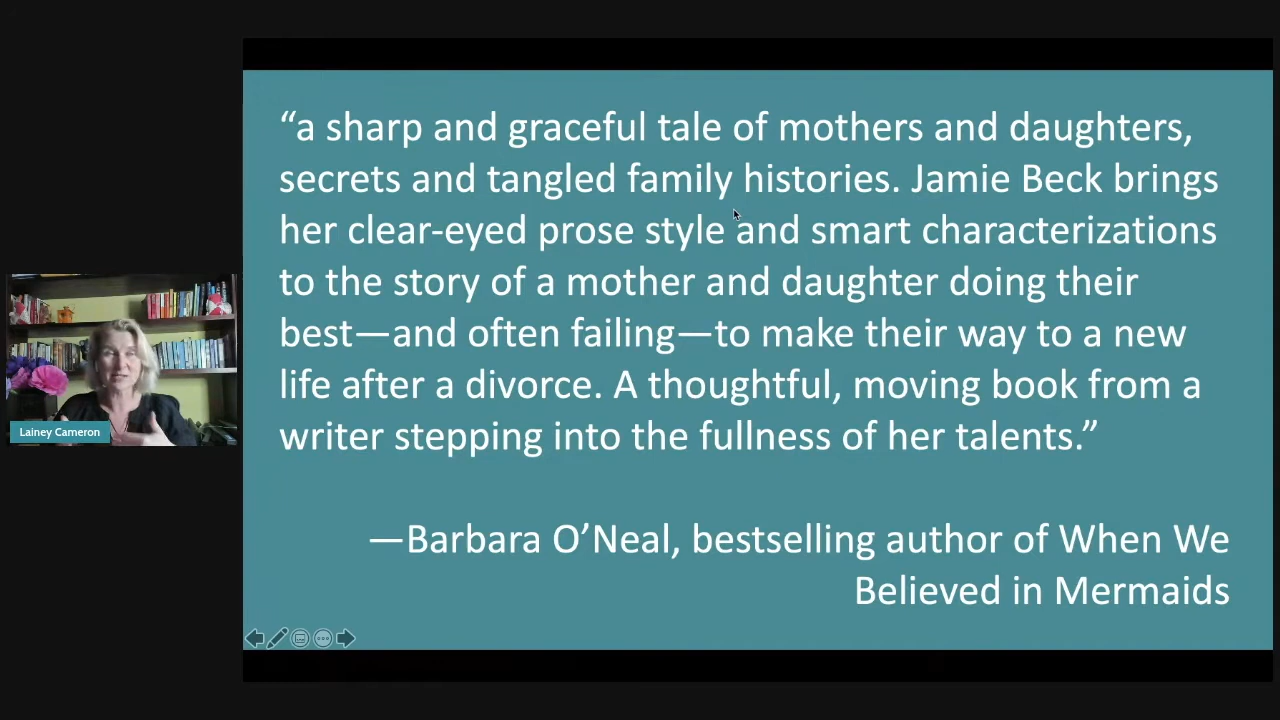 “a sharp and graceful tale of mothers and daughters,
secrets and tangled family histories. Jamie Beck brings
her clear-eyed prose style and smart characterizations
to the story of a mother and daughter doing their
best—and often failing—to make their way to a new
life after a divorce. A thoughtful, moving book from a
writer stepping into the fullness of her talents.”
—Barbara O’Neal, bestselling author of When We
Believed in Mermaids
Lainey Cameron